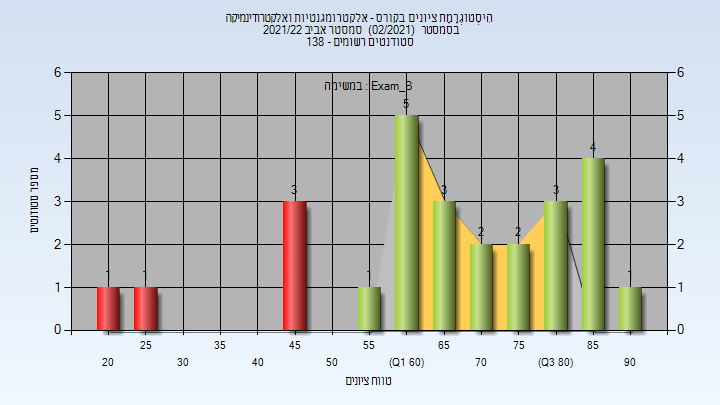 היסטוגרמת ציונים בקורס - אלקטרומגנטיות ואלקטרודינמיקה
בסמסטר (02/2021) סמסטר אביב 2021/22
סטודנטים רשומים - 138
במשימה : Exam_B
6 6
5 5
4 4
3 3
2 2
1 1
0 0
1 1 3 1 5 3 2 2 3 4 1
מספר סטודנטים
20 25 30 35 40 45 50 55 (Q1 60) 65 70 75 (Q3 80) 85 90
טווח ציונים